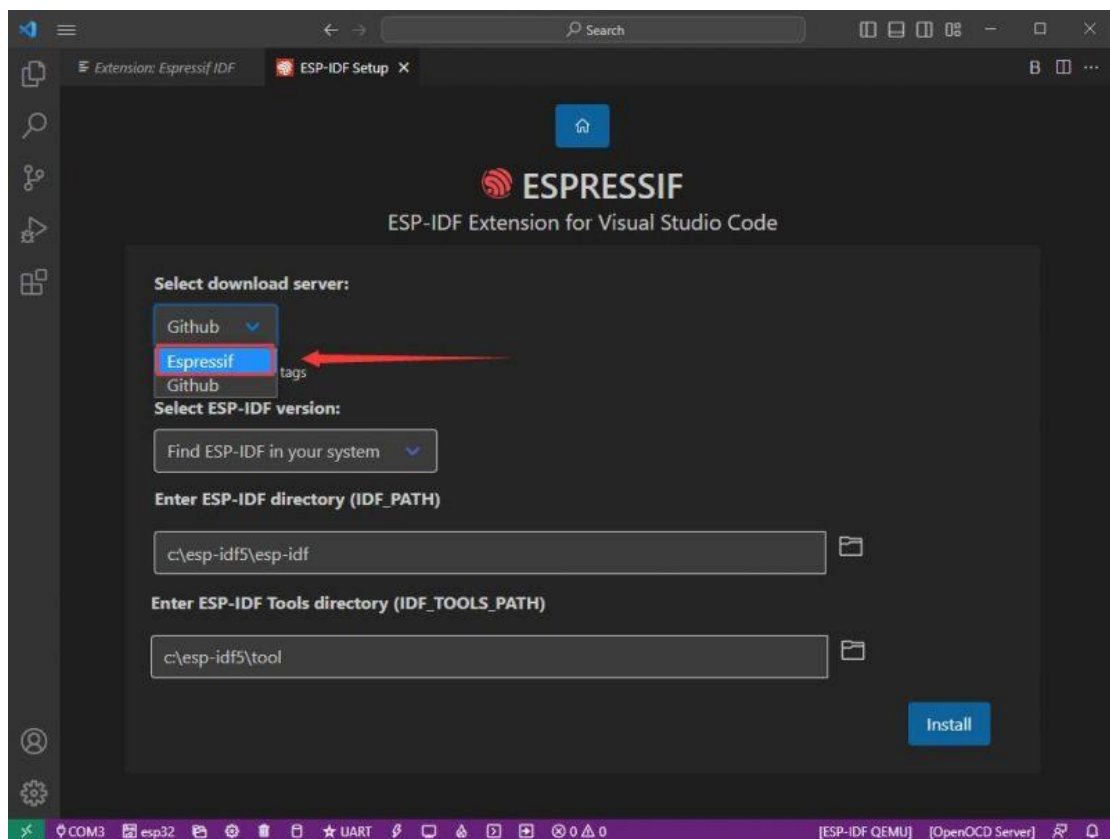 Search
Extension: Espressif IDF
ESP-IDF Setup
ESPRESSIF
ESP-IDF Extension for Visual Studio Code
Select download server:
Github
Espressif
tags
Github
Select ESP-IDF version:
Find ESP-IDF in your system
Enter ESP-IDF directory (IDF_PATH)
c:\esp-idf5\esp-idf
Enter ESP-IDF Tools directory (IDF_TOOLS_PATH)
c:\esp-idf5\tool
Install
COM3 esp32 UART 0 0 [ESP-IDF QEMU] [OpenOCD Server]